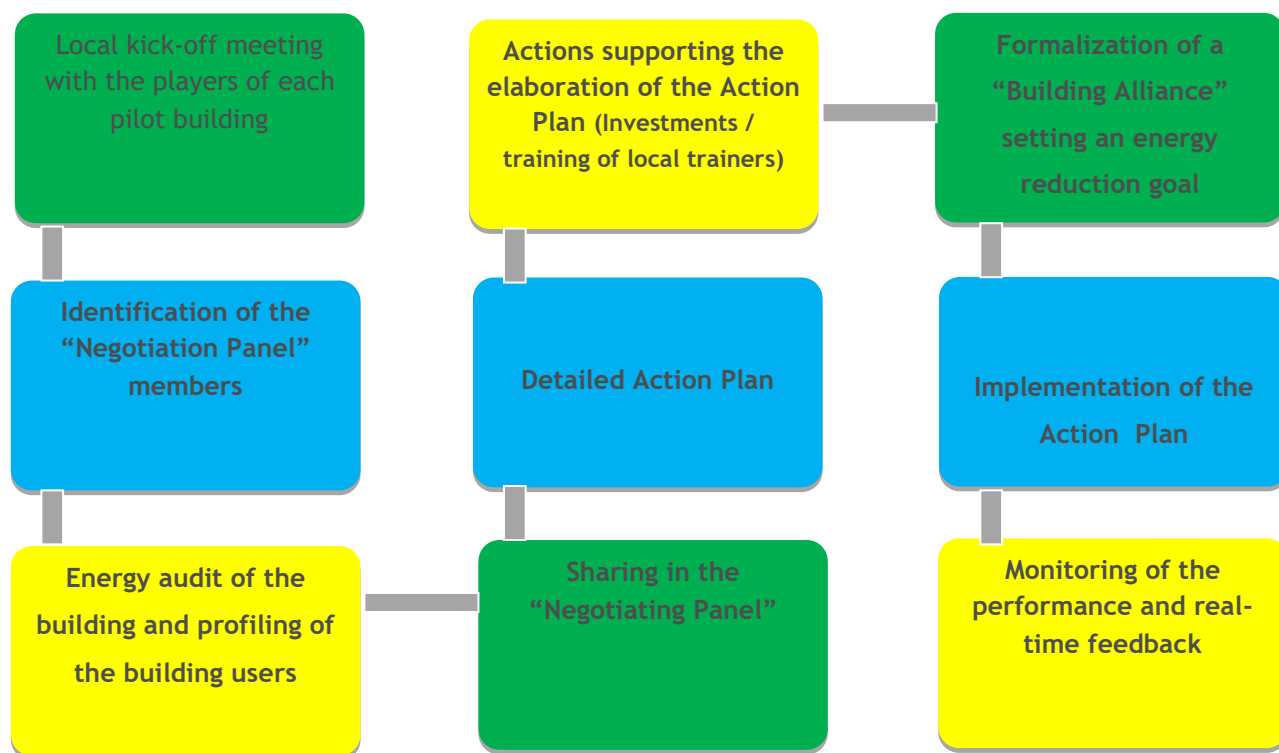 Local kick-off meeting
with the players of each
pilot building
Identification of the
“Negotiation Panel”
members
Energy audit of the
building and profiling of
the building users
Sharing in the
“Negotiating Panel”
Detailed Action Plan
Actions supporting the
elaboration of the Action
Plan (Investments /
training of local trainers)
Formalization of a
“Building Alliance”
setting an energy
reduction goal
Implementation of the
Action Plan
Monitoring of the
performance and real-
time feedback